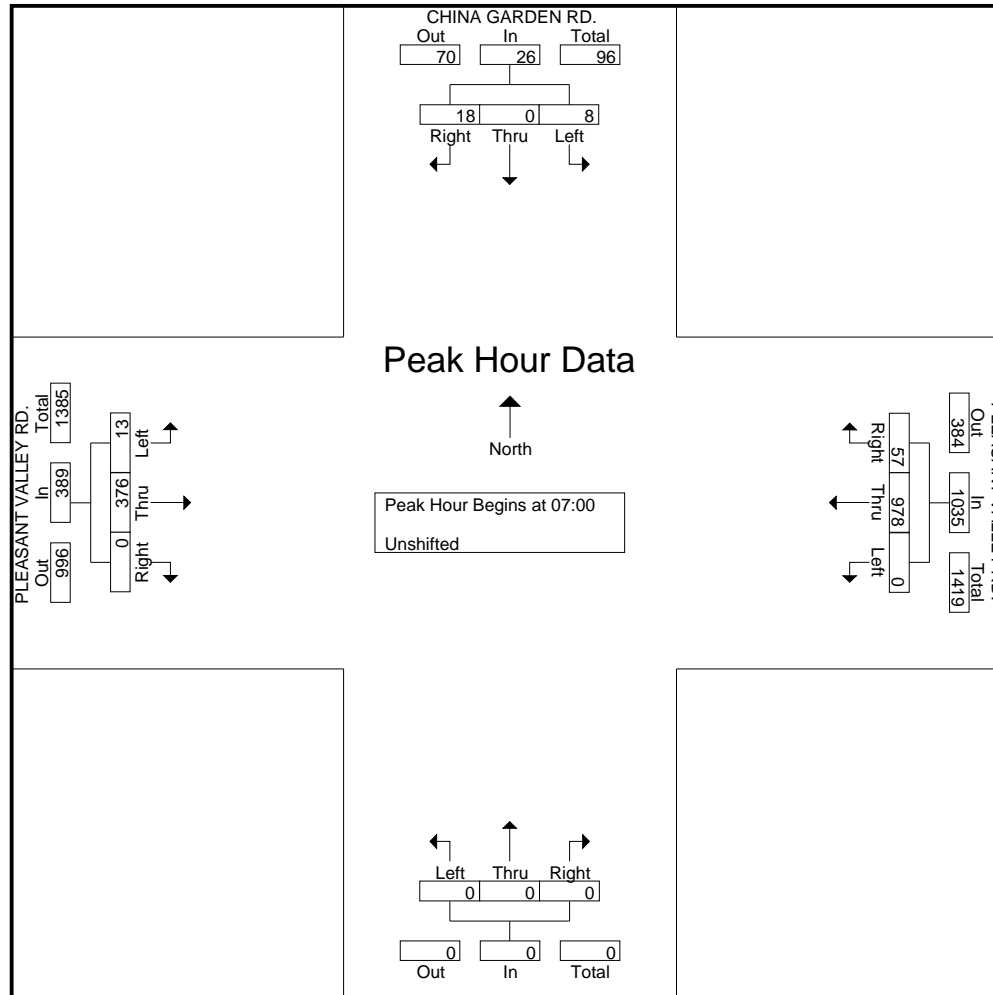 CHINA GARDEN RD.
Out In Total
70 26 96
18 0 8
Right Thru Left
Peak Hour Data
North
Peak Hour Begins at 07:00
Unshifted
PLEASANT VALLEY RD.
Out In Total
996 389 1385
13 376 0
Left Thru Right
Right Thru Left
57 978 0
Out In Total
384 1035 1419
Left Thru Right
0 0 0
0 0 0
Out In Total